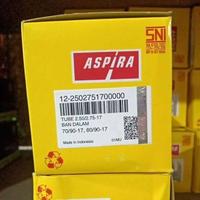 SNI
ASPIRA
12-2502751700000
TUBE 2.50/2.75-17
BAN DALAM
70/90-17, 80/90-17
Made in Indonesia